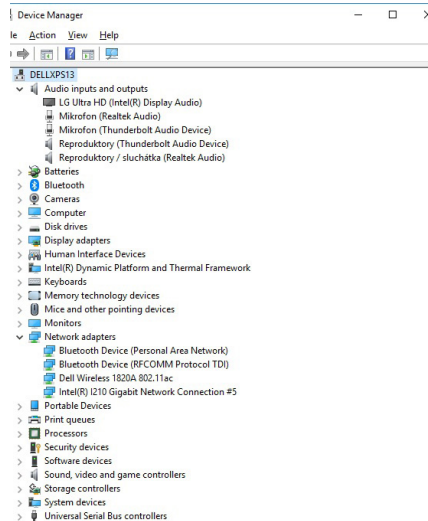 Device Manager
le Action View Help
DELLXPS13
Audio inputs and outputs
LG Ultra HD (Intel(R) Display Audio)
Mikrofon (Realtek Audio)
Mikrofon (Thunderbolt Audio Device)
Reproduktory (Thunderbolt Audio Device)
Reproduktory / sluchátka (Realtek Audio)
Batteries
Bluetooth
Cameras
Computer
Disk drives
Display adapters
Human Interface Devices
Intel(R) Dynamic Platform and Thermal Framework
Keyboards
Memory technology devices
Mice and other pointing devices
Monitors
Network adapters
Bluetooth Device (Personal Area Network)
Bluetooth Device (RFCOMM Protocol TDI)
Dell Wireless 1820A 802.11ac
Intel(R) I210 Gigabit Network Connection #5
Portable Devices
Print queues
Processors
Security devices
Software devices
Sound, video and game controllers
Storage controllers
System devices
Universal Serial Bus controllers